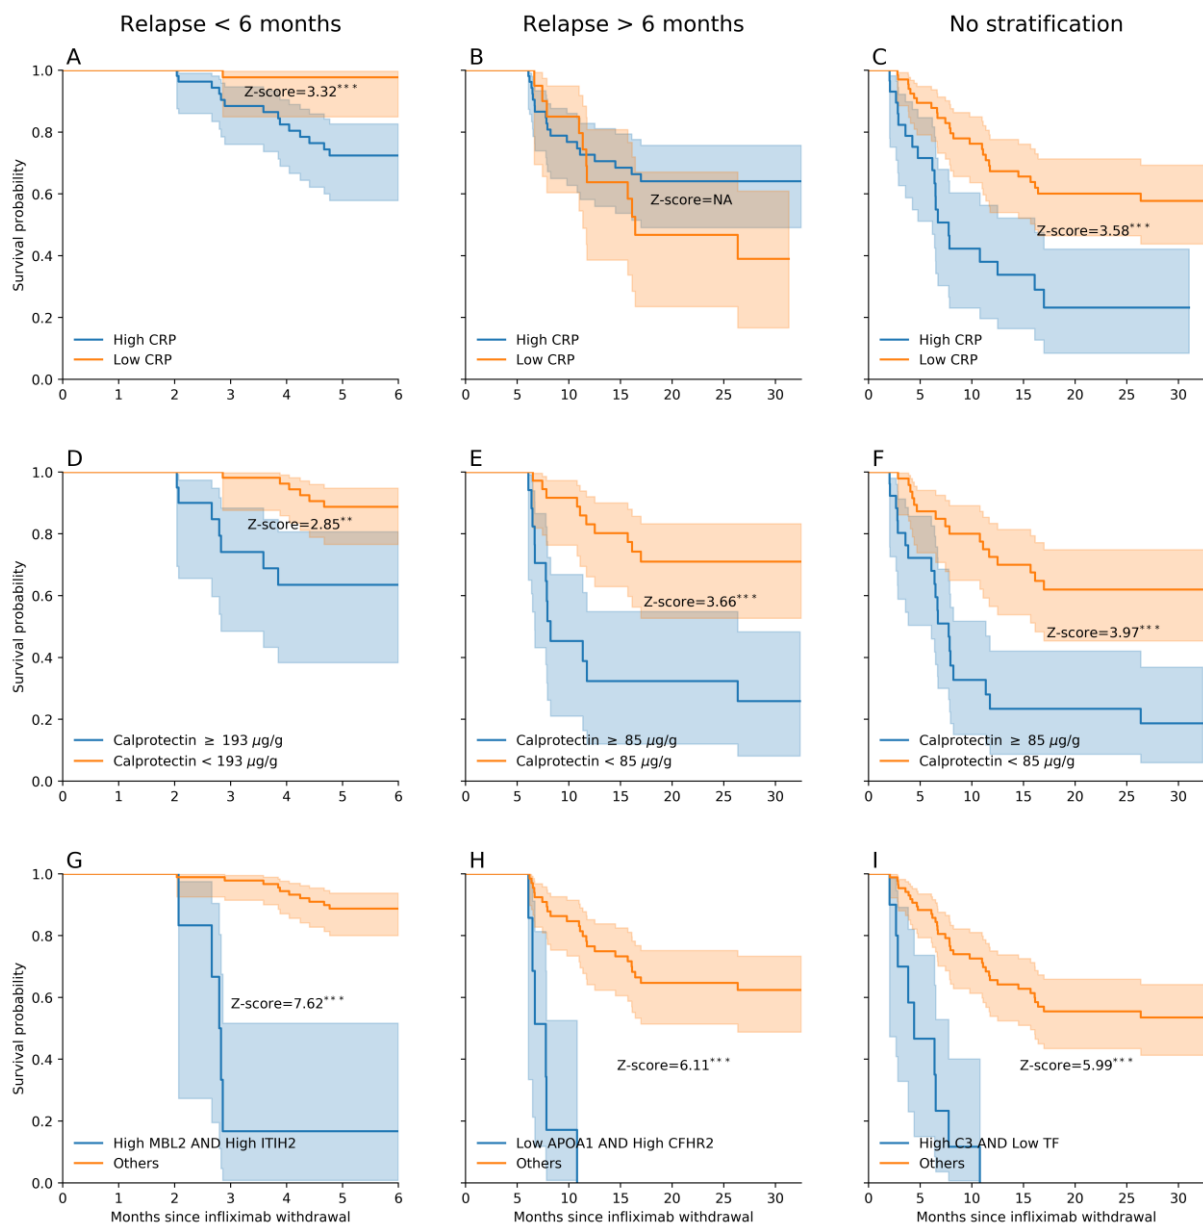 Relapse < 6 months
Relapse > 6 months
No stratification
A
B
C
1.0
0.8
0.6
0.4
0.2
0.0
Survival probability
Z-score=3.32***
High CRP
Low CRP
0 1 2 3 4 5 6
Z-score=NA
High CRP
Low CRP
0 5 10 15 20 25 30
Z-score=3.58***
High CRP
Low CRP
0 5 10 15 20 25 30
D
E
F
1.0
0.8
0.6
0.4
0.2
0.0
Survival probability
Z-score=2.85**
Calprotectin ≥ 193 μg/g
Calprotectin < 193 μg/g
0 1 2 3 4 5 6
Z-score=3.66***
Calprotectin ≥ 85 μg/g
Calprotectin < 85 μg/g
0 5 10 15 20 25 30
Z-score=3.97***
Calprotectin ≥ 85 μg/g
Calprotectin < 85 μg/g
0 5 10 15 20 25 30
G
H
I
1.0
0.8
0.6
0.4
0.2
0.0
Survival probability
Z-score=7.62***
High MBL2 AND High ITIH2
Others
0 1 2 3 4 5 6
Months since infliximab withdrawal
Z-score=6.11***
Low APOA1 AND High CFHR2
Others
0 5 10 15 20 25 30
Months since infliximab withdrawal
Z-score=5.99***
High C3 AND Low TF
Others
0 5 10 15 20 25 30
Months since infliximab withdrawal